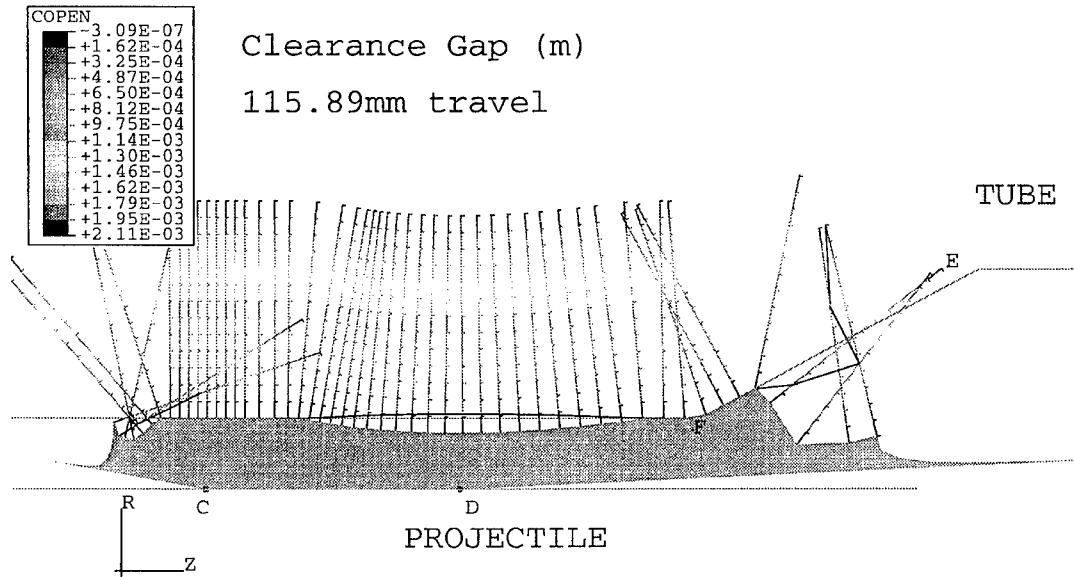 COPEN
-3.09E-07
+1.62E-04
+3.25E-04
+4.87E-04
+6.50E-04
+8.12E-04
+9.75E-04
+1.14E-03
+1.30E-03
+1.46E-03
+1.62E-03
+1.79E-03
+1.95E-03
+2.11E-03
Clearance Gap (m)
115.89mm travel
TUBE
E
F
R
C
D
PROJECTILE
Z